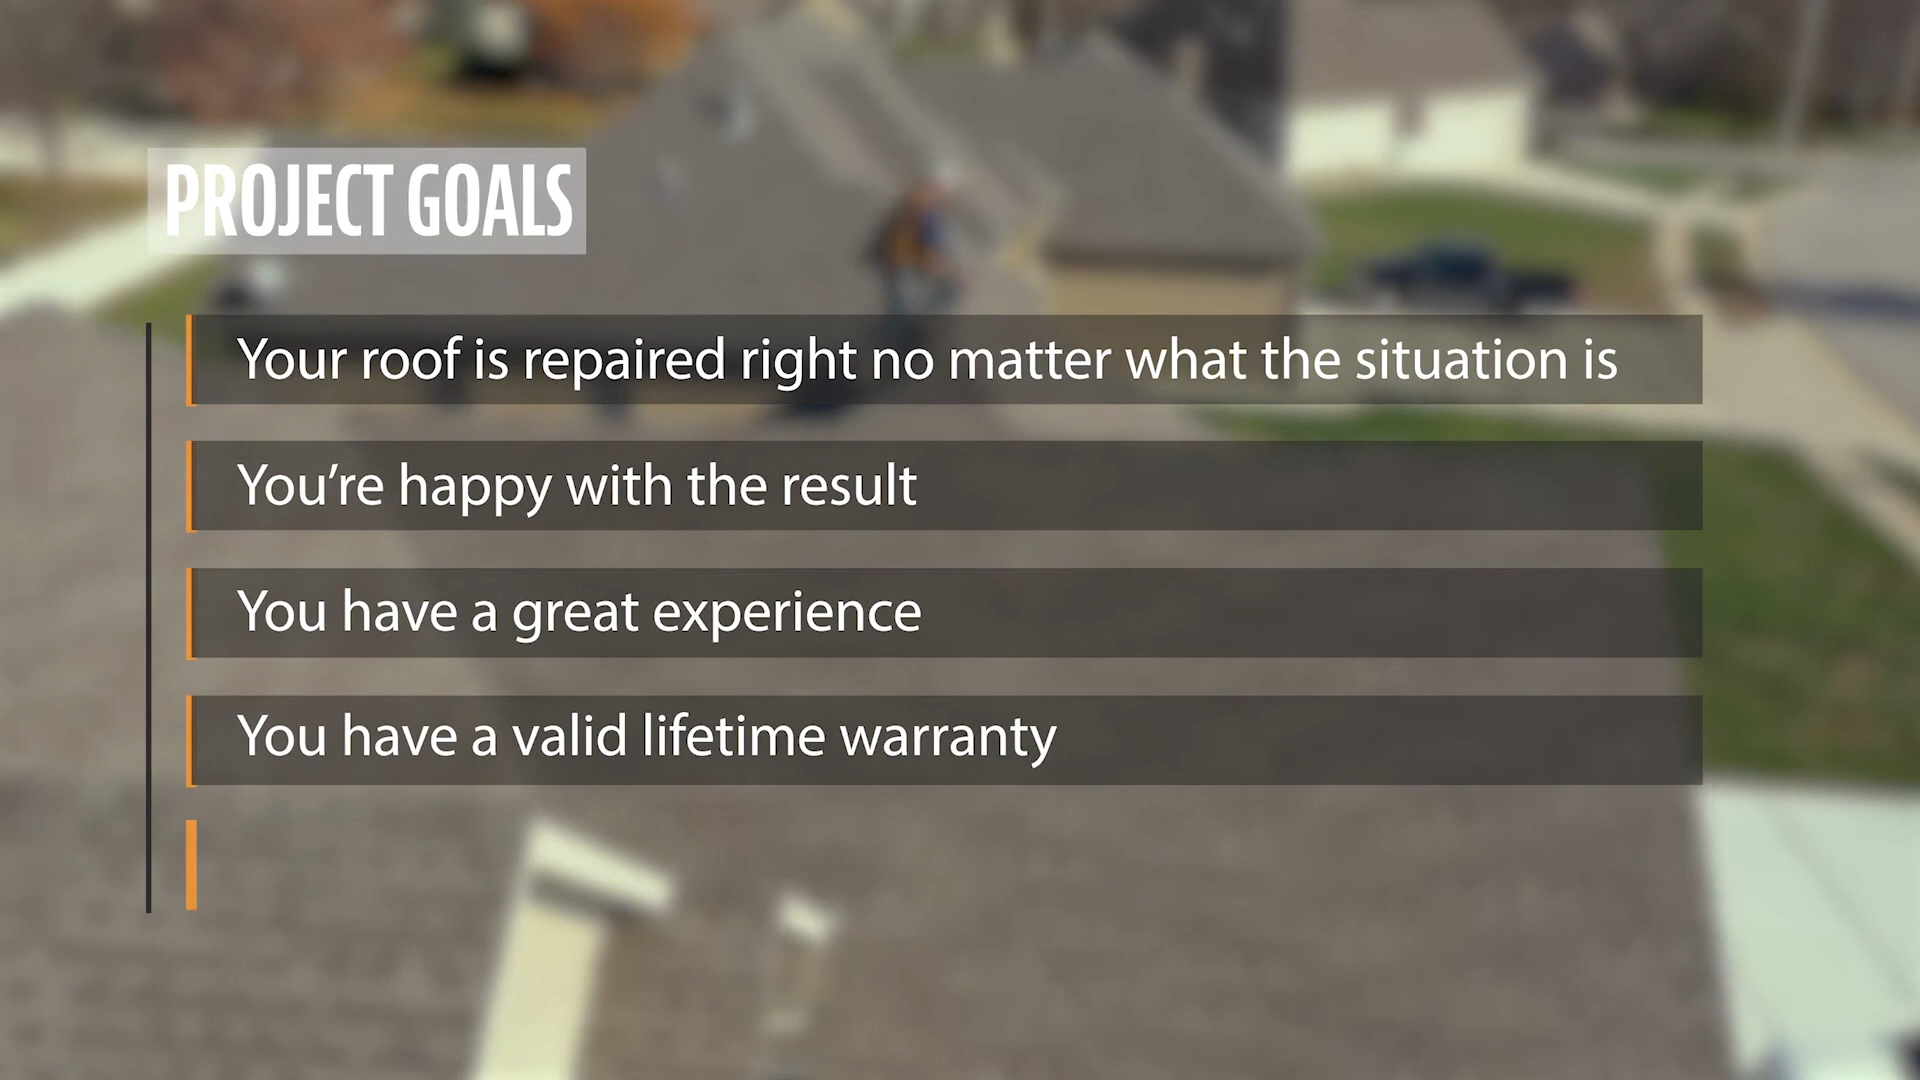 PROJECT GOALS
Your roof is repaired right no matter what the situation is
You’re happy with the result
You have a great experience
You have a valid lifetime warranty